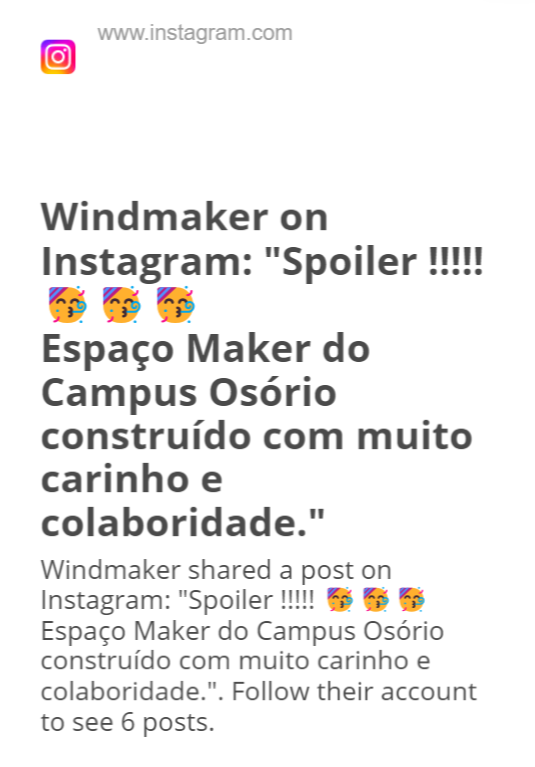 www.instagram.com
Windmaker on
Instagram: "Spoiler !!!!!
🥳 🥳 🥳
Espaço Maker do
Campus Osório
construído com muito
carinho e
colaboridade."
Windmaker shared a post on
Instagram: "Spoiler !!!!! 🥳 🥳 🥳
Espaço Maker do Campus Osório
construído com muito carinho e
colaboridade.". Follow their account
to see 6 posts.